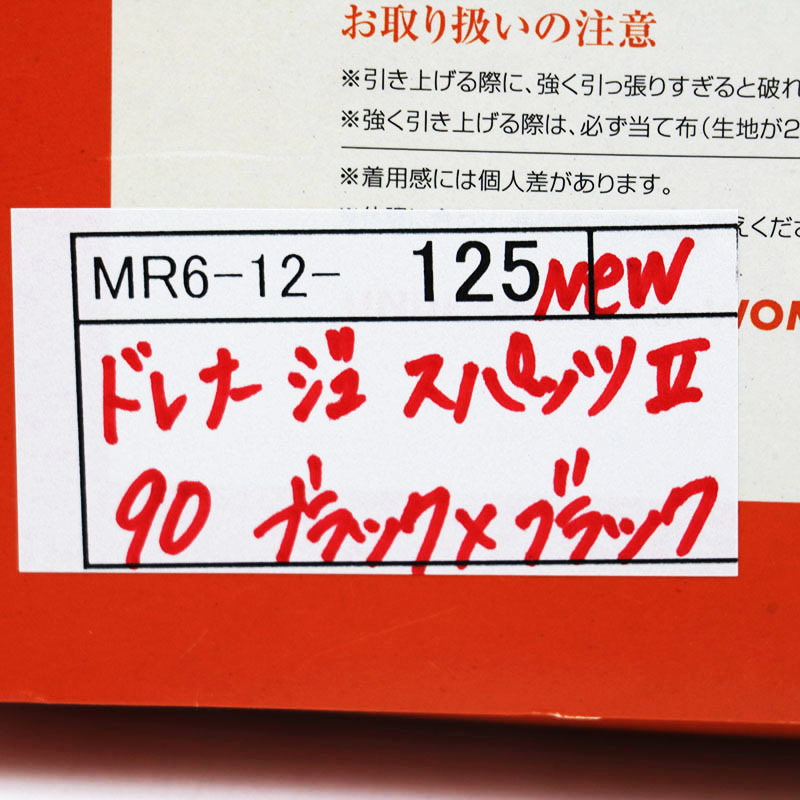 お取り扱いの注意
※引き上げる際に、強く引っ張りすぎると破れ
※強く引き上げる際は、必ず当て布(生地が2
※着用感には個人差があります。
えくださ
MR6-12- 125 NEW
ドレナージュ スパッツⅡ
90 ブラック×ブラック